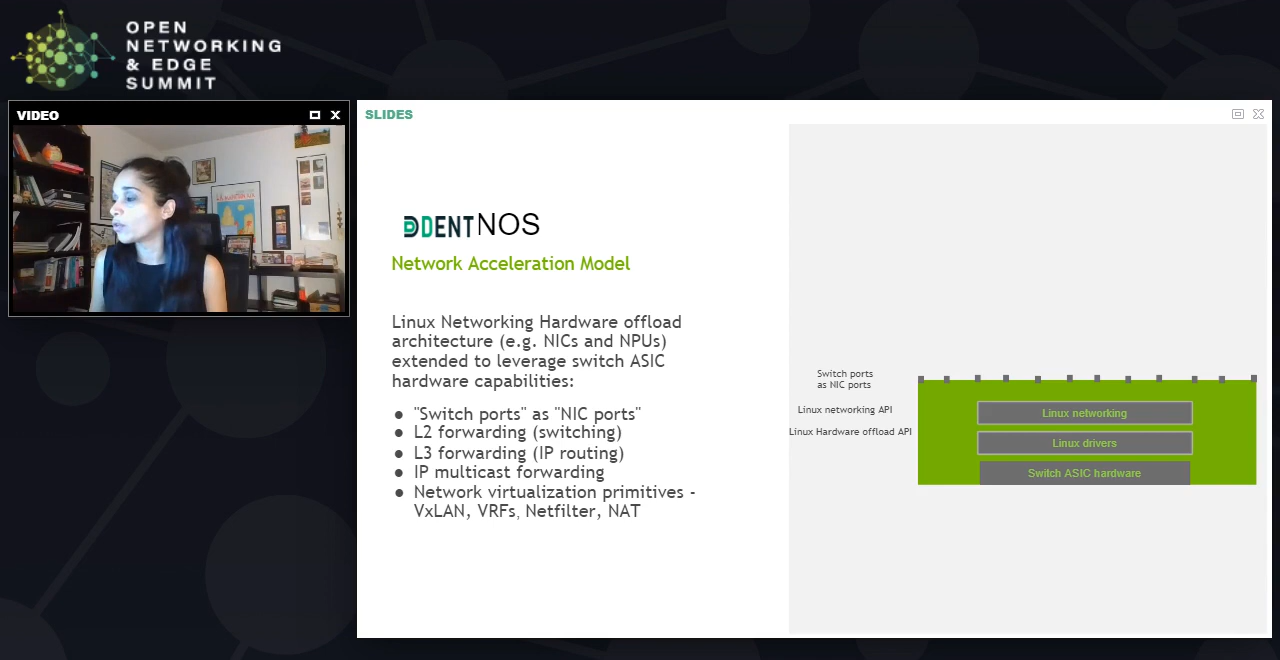 OPEN
NETWORKING
& EDGE
SUMMIT
VIDEO
SLIDES
DENT NOS
Network Acceleration Model
Linux Networking Hardware offload
architecture (e.g. NICs and NPUs)
extended to leverage switch ASIC
hardware capabilities:
● "Switch ports" as "NIC ports"
● L2 forwarding (switching)
● L3 forwarding (IP routing)
● IP multicast forwarding
● Network virtualization primitives -
VxLAN, VRFs, Netfilter, NAT
Switch ports
as NIC ports
Linux networking API
Linux Hardware offload API
Linux networking
Linux drivers
Switch ASIC hardware